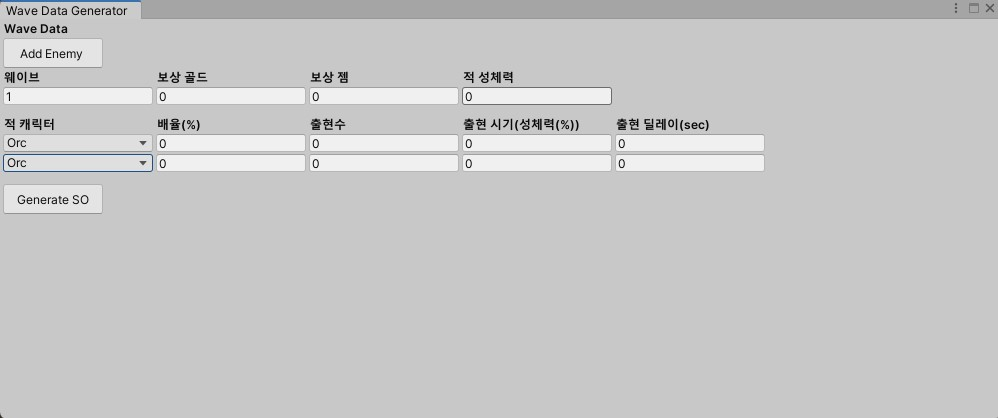 Wave Data Generator
Wave Data
Add Enemy
웨이브 보상 골드 보상 젬 적 성체력
1 0 0 0
적 캐릭터 배율(%) 출현수 출현 시기(성체력(%)) 출현 딜레이(sec)
Orc 0 0 0 0
Orc 0 0 0 0
Generate SO